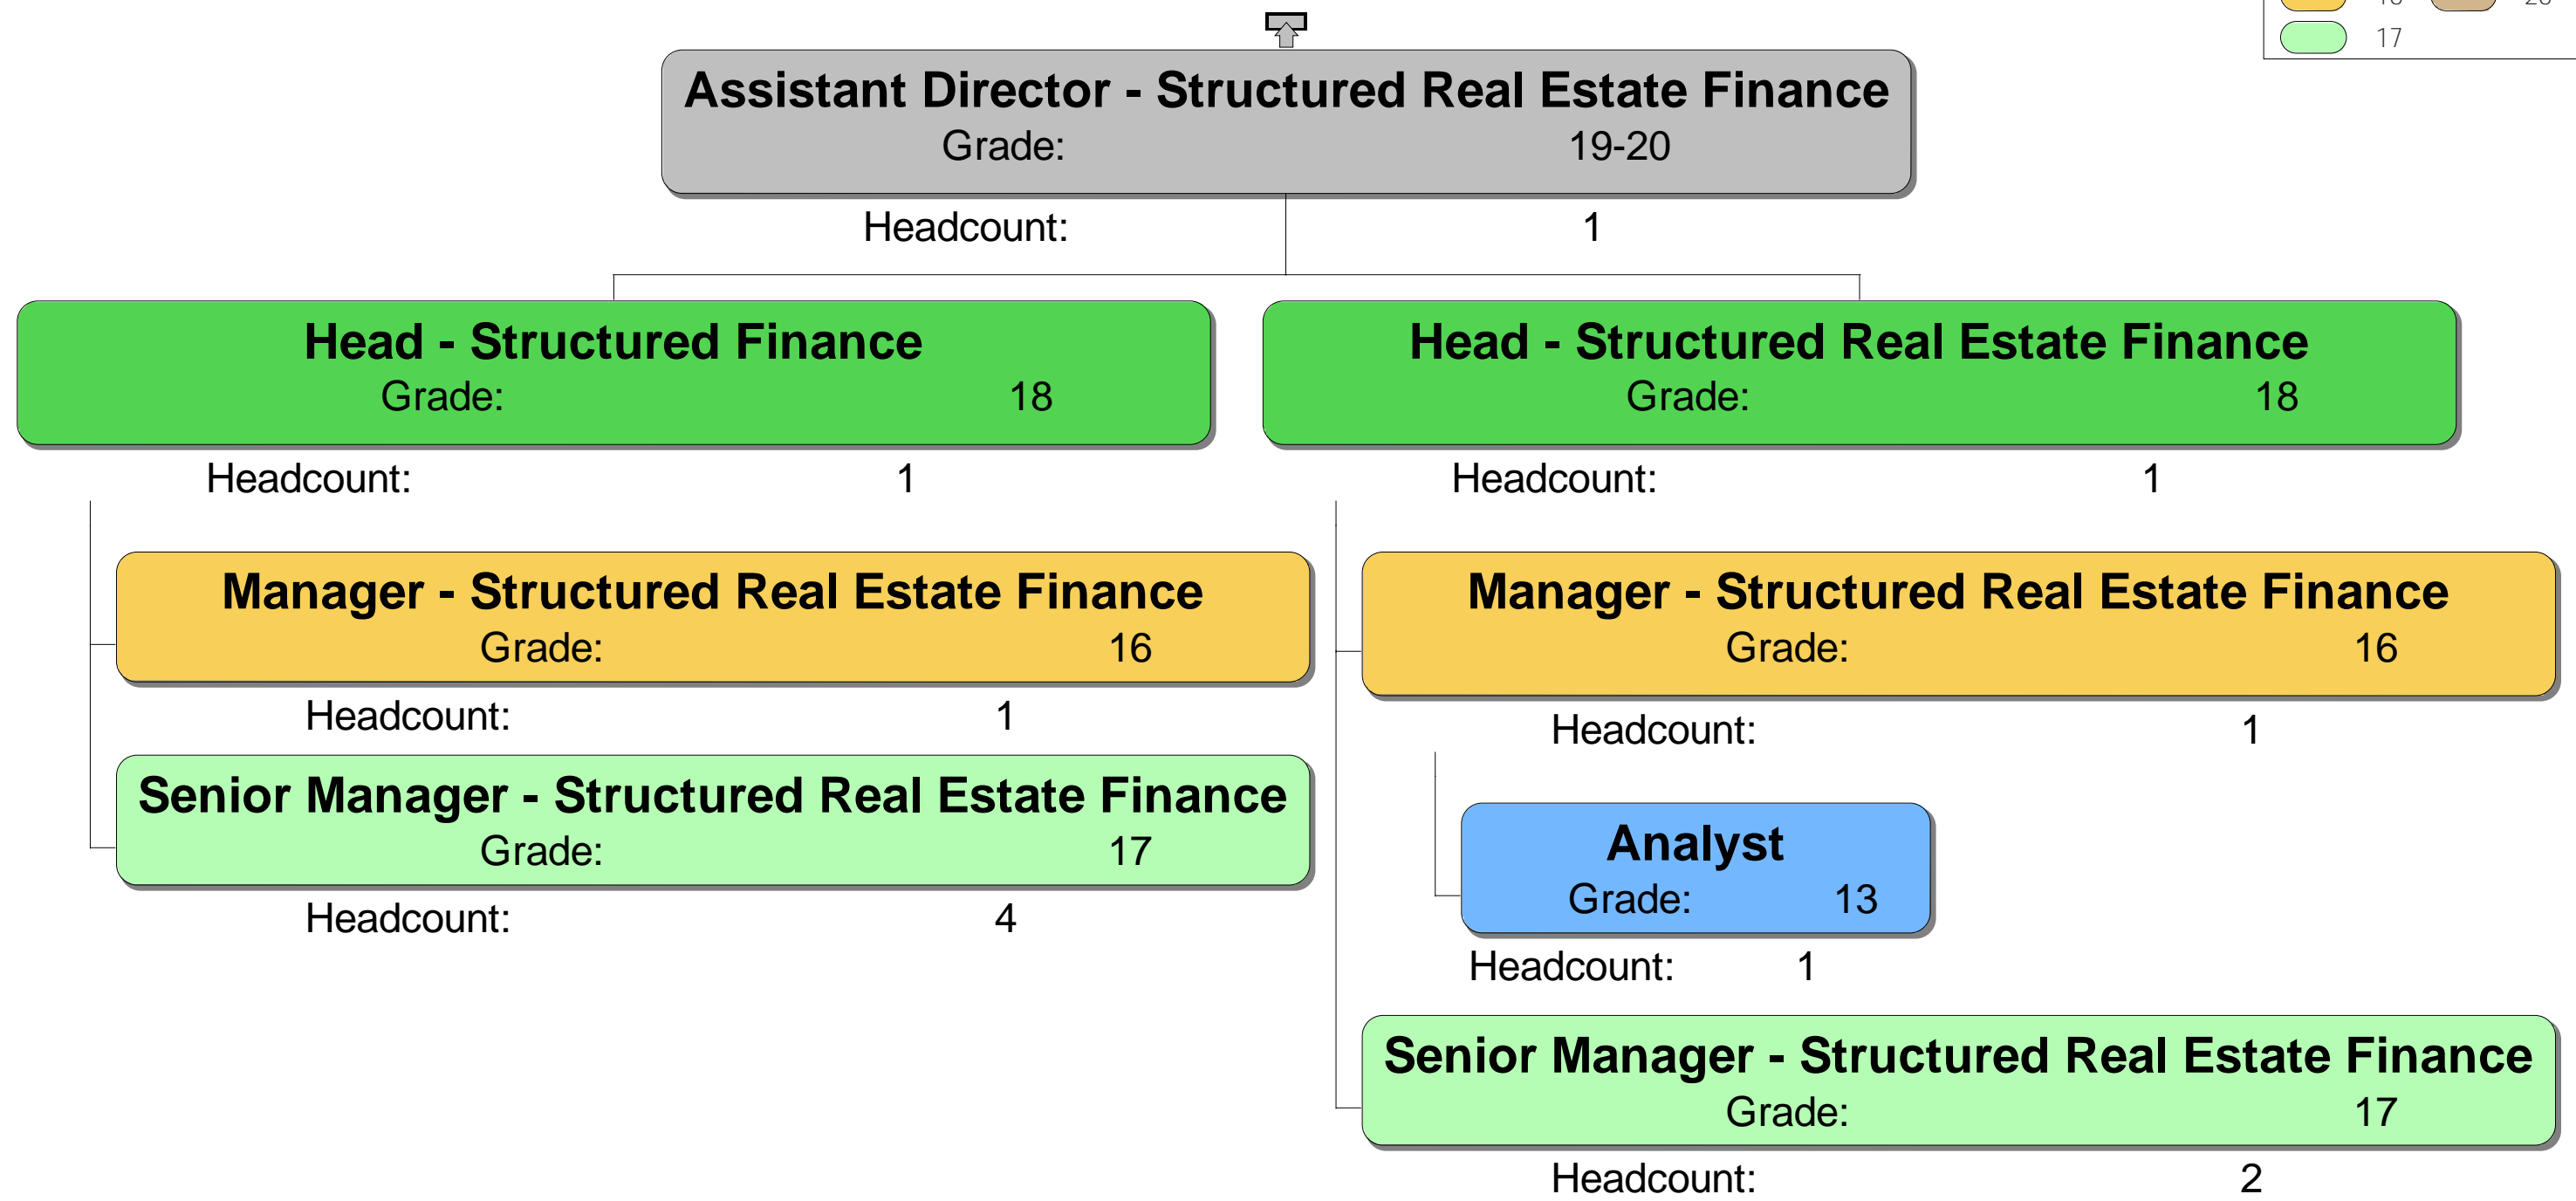 17
Assistant Director - Structured Real Estate Finance
Grade: 19-20
Headcount: 1
Head - Structured Finance
Grade: 18
Headcount: 1
Head - Structured Real Estate Finance
Grade: 18
Headcount: 1
Manager - Structured Real Estate Finance
Grade: 16
Headcount: 1
Senior Manager - Structured Real Estate Finance
Grade: 17
Headcount: 4
Manager - Structured Real Estate Finance
Grade: 16
Headcount: 1
Analyst
Grade: 13
Headcount: 1
Senior Manager - Structured Real Estate Finance
Grade: 17
Headcount: 2